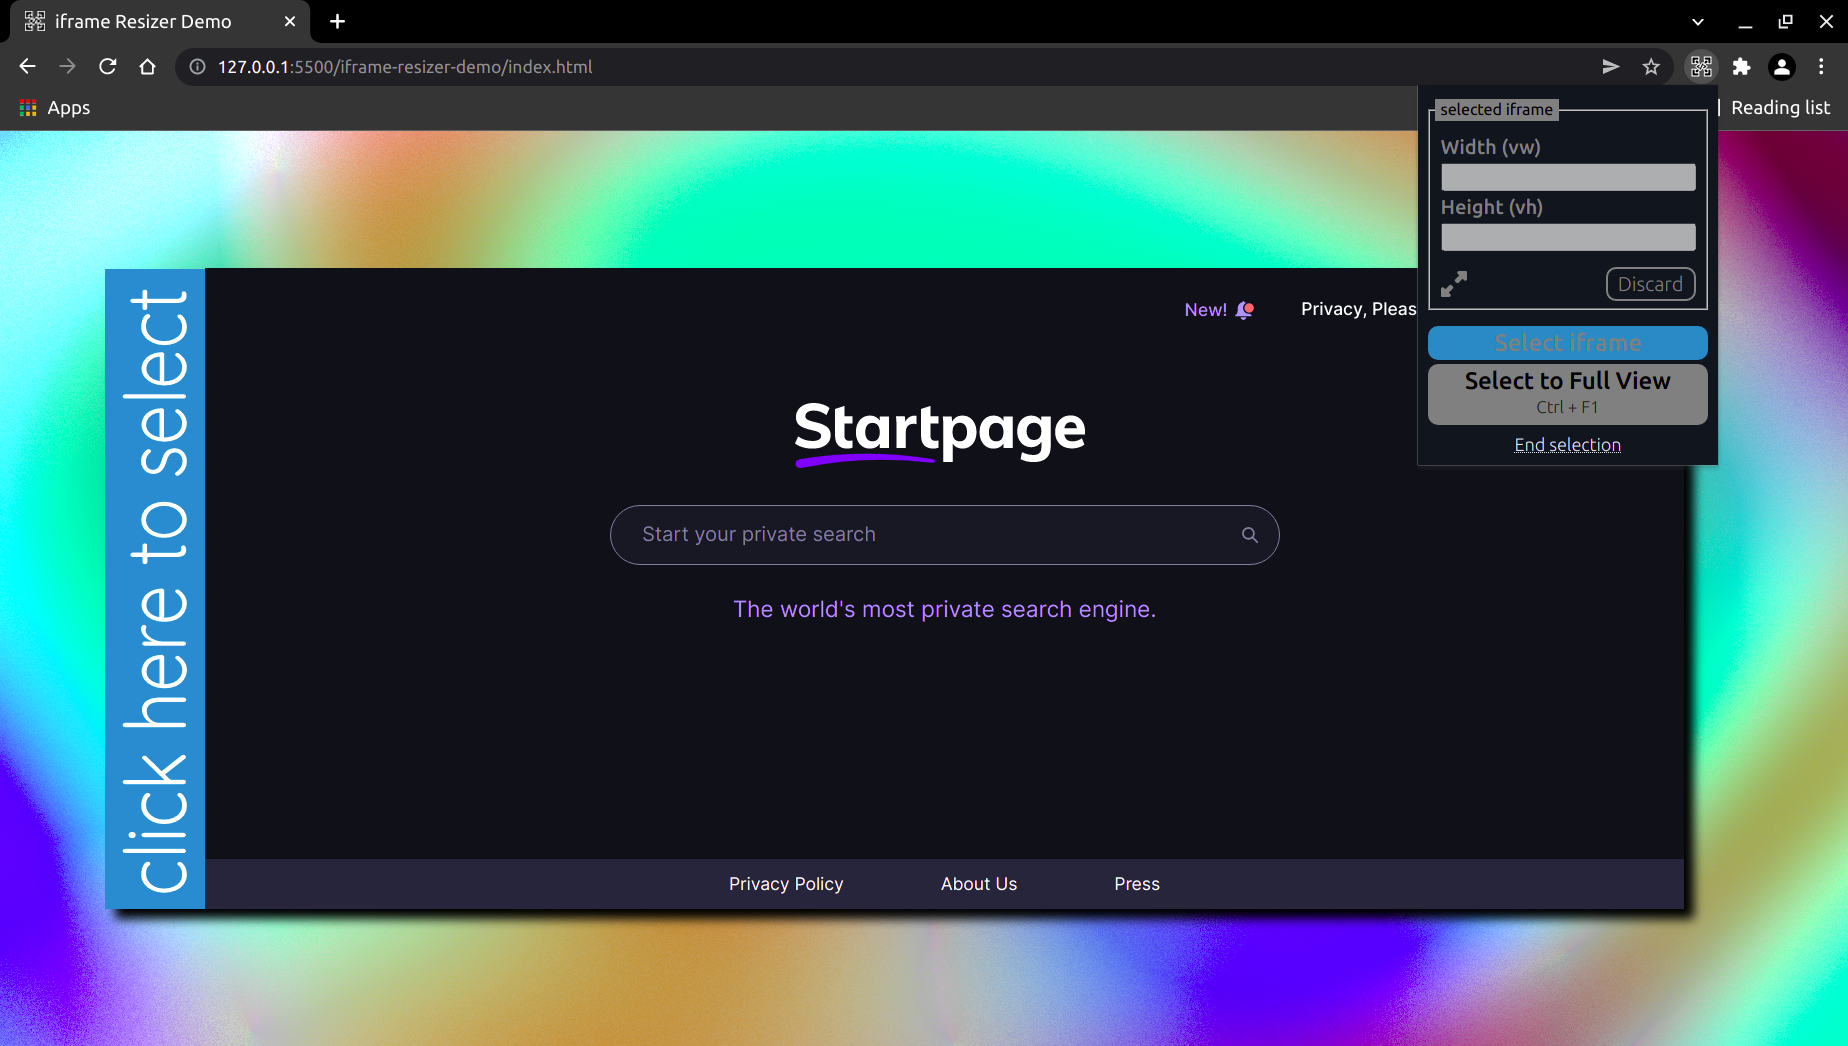 iframe Resizer Demo
127.0.0.1:5500/iframe-resizer-demo/index.html
Apps
Reading list
selected iframe
Width (vw)
Height (vh)
Discard
Select iframe
Select to Full View
Ctrl + F1
End selection
click here to select
New!
Privacy, Pleas
Startpage
Start your private search
The world's most private search engine.
Privacy Policy
About Us
Press